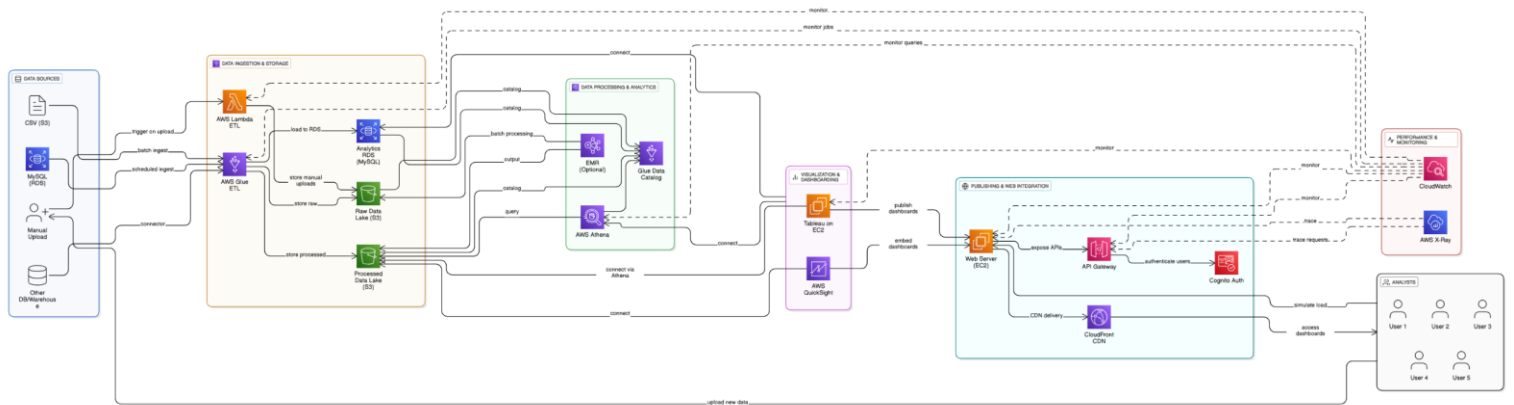 monitor
monitor jobs
monitor queries
connect
DATA SOURCES
CSV (S3)
MySQL
(RDS)
Manual
Upload
Other
DB/Warehous
e
trigger on upload
batch ingest
scheduled ingest
connector
DATA INGESTION & STORAGE
AWS Lambda
ETL
AWS Glue
ETL
load to RDS
Analytics
RDS
(MySQL)
store manual
uploads
store raw
Raw Data
Lake (S3)
store processed
Processed
Data Lake
(S3)
catalog
catalog
batch processing
output
catalog
query
connect via
Athena
connect
DATA PROCESSING & ANALYTICS
EMR
(Optional)
Glue Data
Catalog
AWS Athena
connect
VISUALIZATION &
DASHBOARDING
Tableau on
EC2
AWS
QuickSight
publish
dashboards
embed
dashboards
PUBLISHING & WEB INTEGRATION
Web Server
(EC2)
expose APIs
API Gateway
authenticate users
Cognito Auth
CDN delivery
CloudFront
CDN
monitor
monitor
monitor
trace
trace requests
PERFORMANCE &
MONITORING
CloudWatch
AWS X-Ray
simulate load
access
dashboards
ANALYSTS
User 1
User 2
User 3
User 4
User 5
upload new data